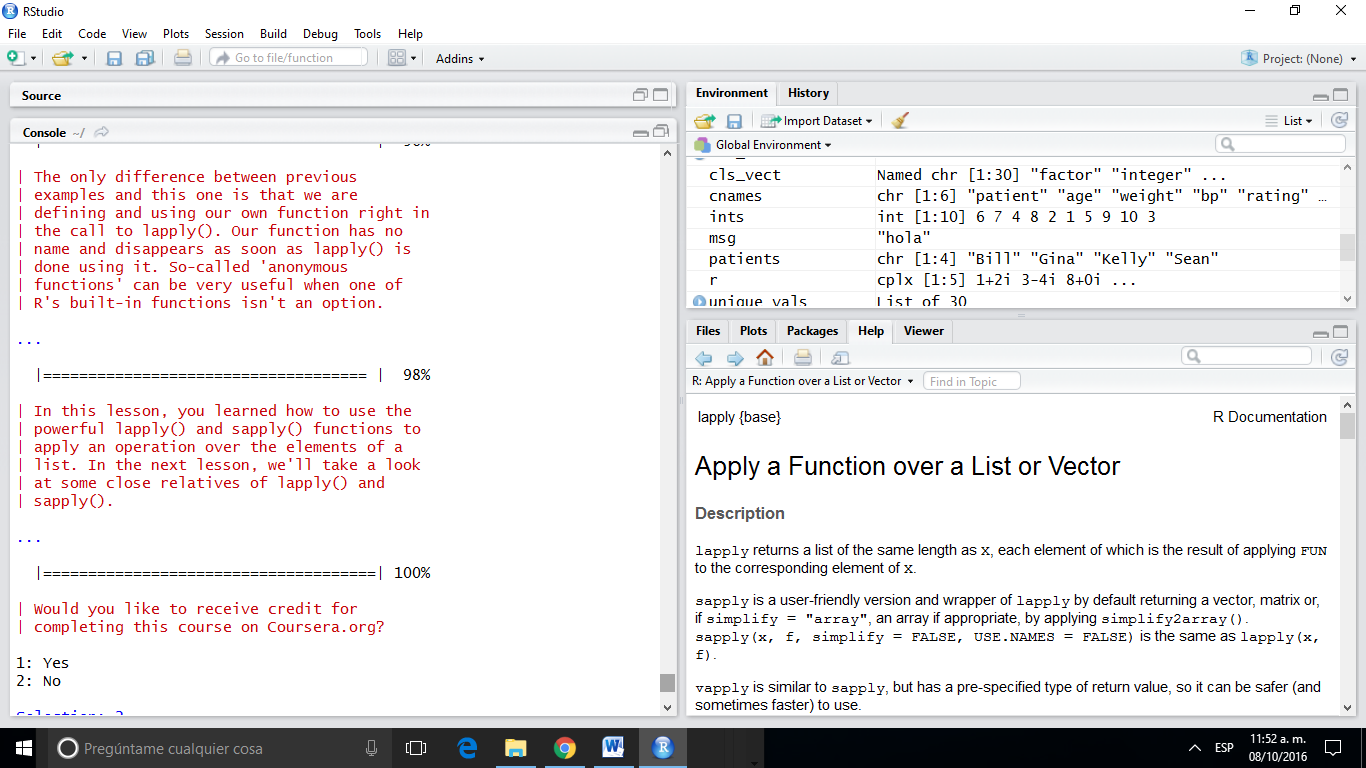 RStudio
File Edit Code View Plots Session Build Debug Tools Help
Go to file/function Addins Project: (None)
Source
Console ~/
| The only difference between previous
| examples and this one is that we are
| defining and using our own function right in
| the call to lapply(). Our function has no
| name and disappears as soon as lapply() is
| done using it. So-called 'anonymous
| functions' can be very useful when one of
| R's built-in functions isn't an option.
...
|==================================== | 98%
| In this lesson, you learned how to use the
| powerful lapply() and sapply() functions to
| apply an operation over the elements of a
| list. In the next lesson, we'll take a look
| at some close relatives of lapply() and
| sapply().
...
|=====================================| 100%
| Would you like to receive credit for
| completing this course on Coursera.org?
1: Yes
2: No
Selection: 2
Environment History
Import Dataset List
Global Environment
cls_vect Named chr [1:30] "factor" "integer" ...
cnames chr [1:6] "patient" "age" "weight" "bp" "rating" …
ints int [1:10] 6 7 4 8 2 1 5 9 10 3
msg "hola"
patients chr [1:4] "Bill" "Gina" "Kelly" "Sean"
r cplx [1:5] 1+2i 3-4i 8+0i ...
unique_vals List of 30
Files Plots Packages Help Viewer
R: Apply a Function over a List or Vector Find in Topic
lapply {base} R Documentation
Apply a Function over a List or Vector
Description
lapply returns a list of the same length as X, each element of which is the result of applying FUN
to the corresponding element of X.
sapply is a user-friendly version and wrapper of lapply by default returning a vector, matrix or,
if simplify = "array", an array if appropriate, by applying simplify2array().
sapply(x, f, simplify = FALSE, USE.NAMES = FALSE) is the same as lapply(x,
f).
vapply is similar to sapply, but has a pre-specified type of return value, so it can be safer (and
sometimes faster) to use.
Pregúntame cualquier cosa ESP 11:52 a. m.
08/10/2016